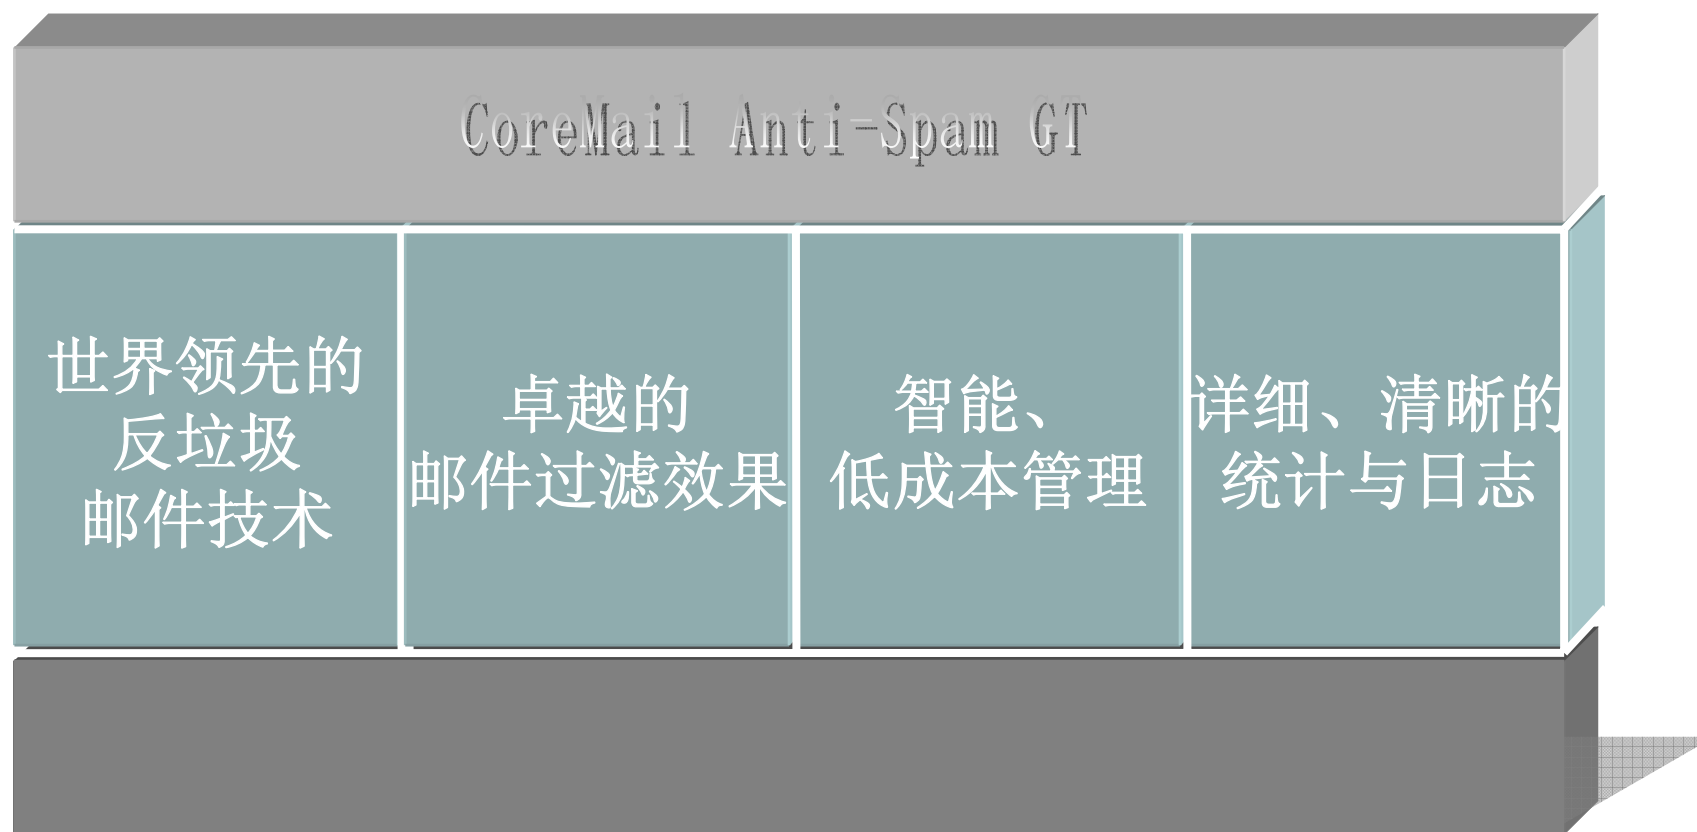 CoreMail Anti-Spam GT
世界领先的
反垃圾
邮件技术
卓越的
邮件过滤效果
智能、
低成本管理
详细、清晰的
统计与日志